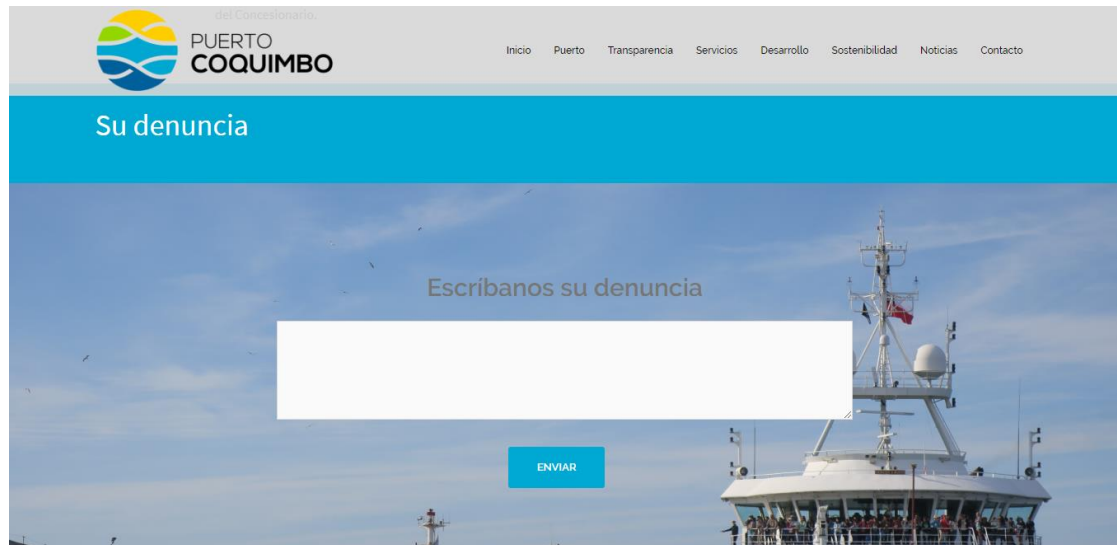 del Concesionario.
PUERTO
COQUIMBO
Inicio Puerto Transparencia Servicios Desarrollo Sostenibilidad Noticias Contacto
Su denuncia
Escríbanos su denuncia
ENVIAR